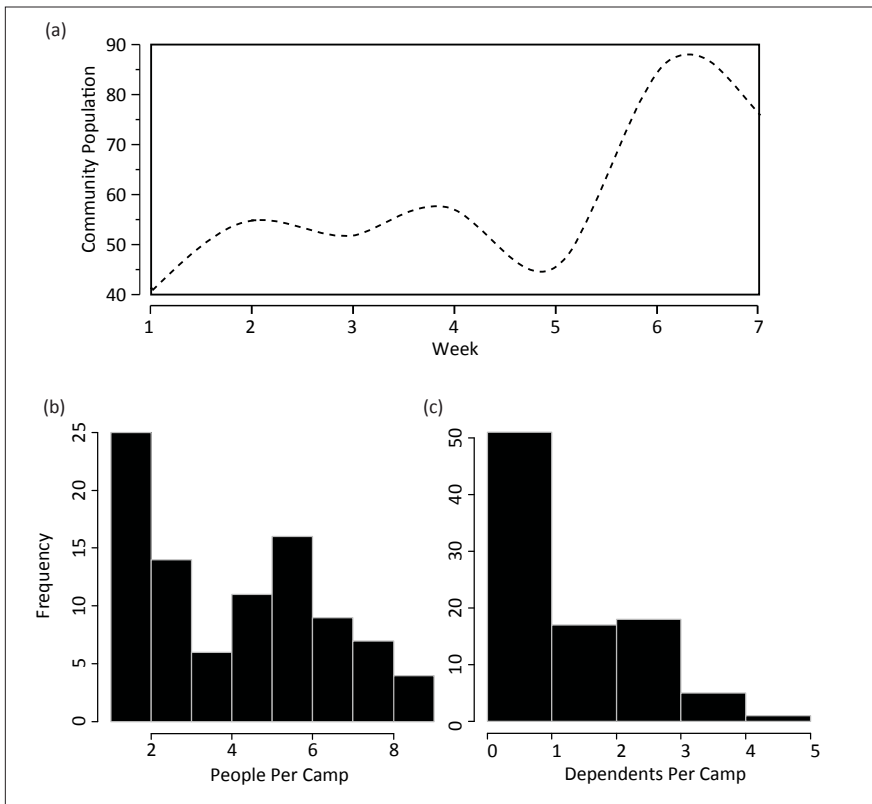 (a)
90
80
70
60
50
40
Community Population
1 2 3 4 5 6 7
Week
(b)
25
20
15
10
5
0
Frequency
2 4 6 8
People Per Camp
(c)
50
40
30
20
10
0
0 1 2 3 4 5
Dependents Per Camp